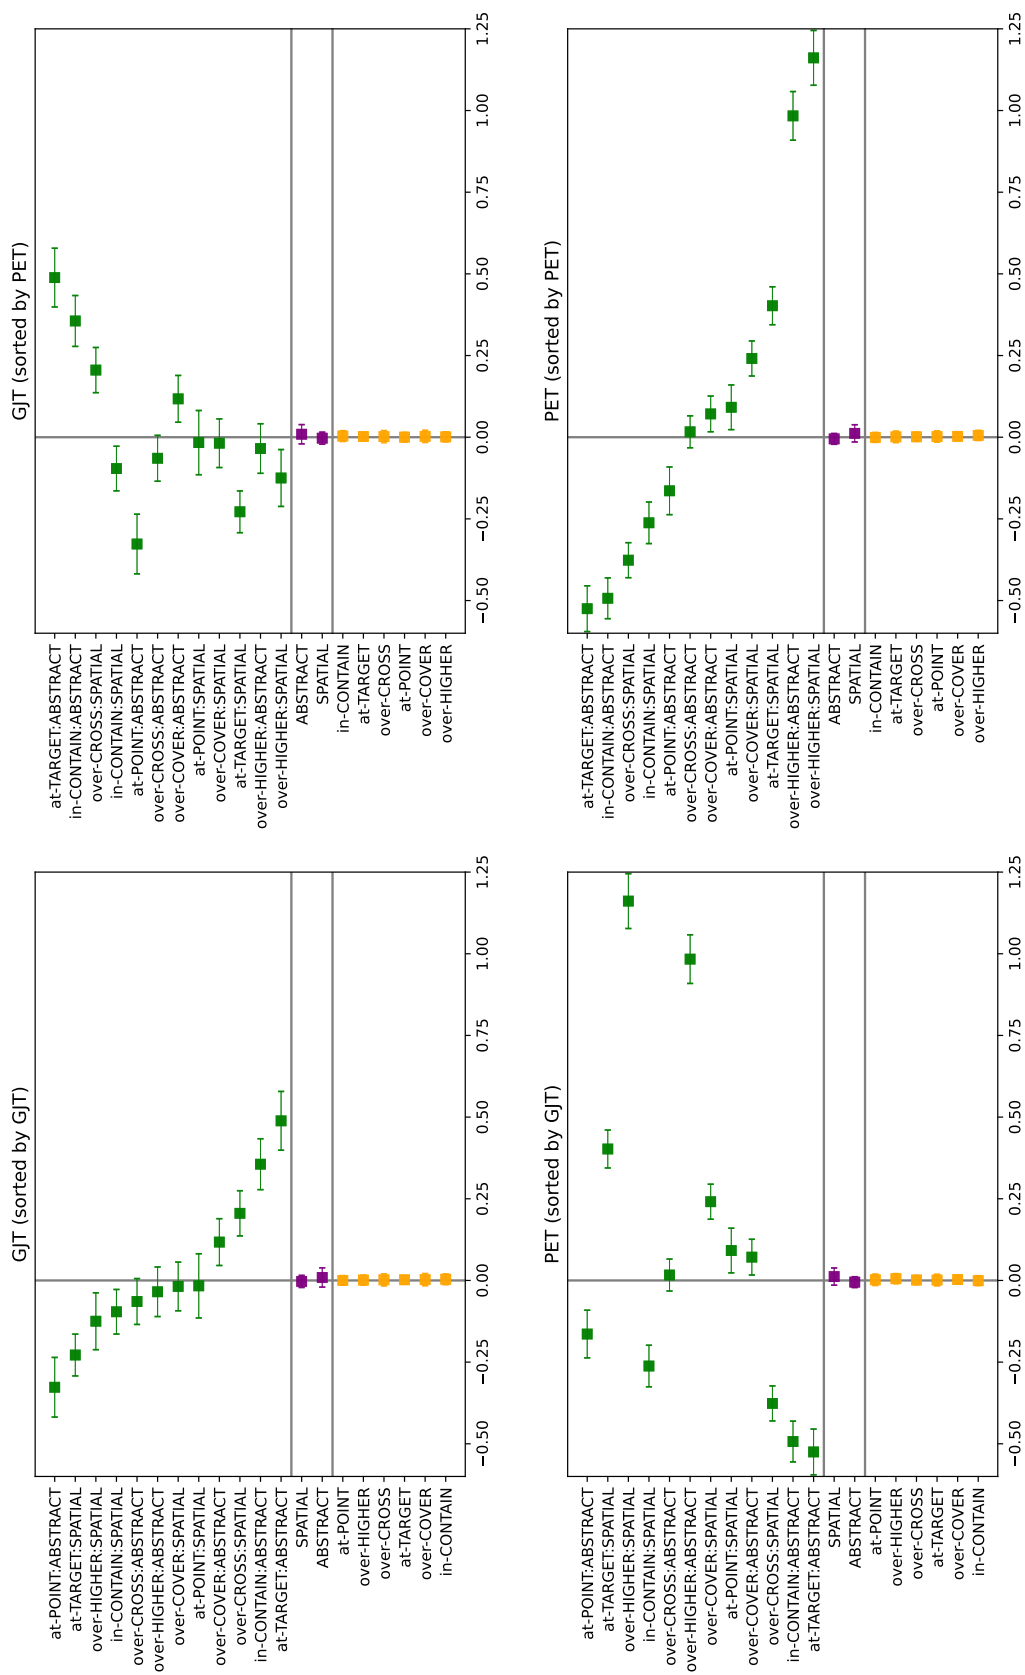 GJT (sorted by PET)
1.25
1.00
0.75
0.50
0.25
0.00
−0.25
−0.50
at-TARGET:ABSTRACT
in-CONTAIN:ABSTRACT
over-CROSS:SPATIAL
in-CONTAIN:SPATIAL
at-POINT:ABSTRACT
over-CROSS:ABSTRACT
over-COVER:ABSTRACT
at-POINT:SPATIAL
over-COVER:SPATIAL
at-TARGET:SPATIAL
over-HIGHER:ABSTRACT
over-HIGHER:SPATIAL
ABSTRACT
SPATIAL
in-CONTAIN
at-TARGET
over-CROSS
at-POINT
over-COVER
over-HIGHER
PET (sorted by PET)
1.25
1.00
0.75
0.50
0.25
0.00
−0.25
−0.50
at-TARGET:ABSTRACT
in-CONTAIN:ABSTRACT
over-CROSS:SPATIAL
in-CONTAIN:SPATIAL
at-POINT:ABSTRACT
over-CROSS:ABSTRACT
over-COVER:ABSTRACT
at-POINT:SPATIAL
over-COVER:SPATIAL
at-TARGET:SPATIAL
over-HIGHER:ABSTRACT
over-HIGHER:SPATIAL
ABSTRACT
SPATIAL
in-CONTAIN
at-TARGET
over-CROSS
at-POINT
over-COVER
over-HIGHER
GJT (sorted by GJT)
1.25
1.00
0.75
0.50
0.25
0.00
−0.25
−0.50
at-POINT:ABSTRACT
at-TARGET:SPATIAL
over-HIGHER:SPATIAL
in-CONTAIN:SPATIAL
over-CROSS:ABSTRACT
over-HIGHER:ABSTRACT
over-COVER:SPATIAL
at-POINT:SPATIAL
over-COVER:ABSTRACT
over-CROSS:SPATIAL
in-CONTAIN:ABSTRACT
at-TARGET:ABSTRACT
SPATIAL
ABSTRACT
at-POINT
over-HIGHER
over-CROSS
at-TARGET
over-COVER
in-CONTAIN
PET (sorted by GJT)
1.25
1.00
0.75
0.50
0.25
0.00
−0.25
−0.50
at-POINT:ABSTRACT
at-TARGET:SPATIAL
over-HIGHER:SPATIAL
in-CONTAIN:SPATIAL
over-CROSS:ABSTRACT
over-HIGHER:ABSTRACT
over-COVER:SPATIAL
at-POINT:SPATIAL
over-COVER:ABSTRACT
over-CROSS:SPATIAL
in-CONTAIN:ABSTRACT
at-TARGET:ABSTRACT
SPATIAL
ABSTRACT
at-POINT
over-HIGHER
over-CROSS
at-TARGET
over-COVER
in-CONTAIN